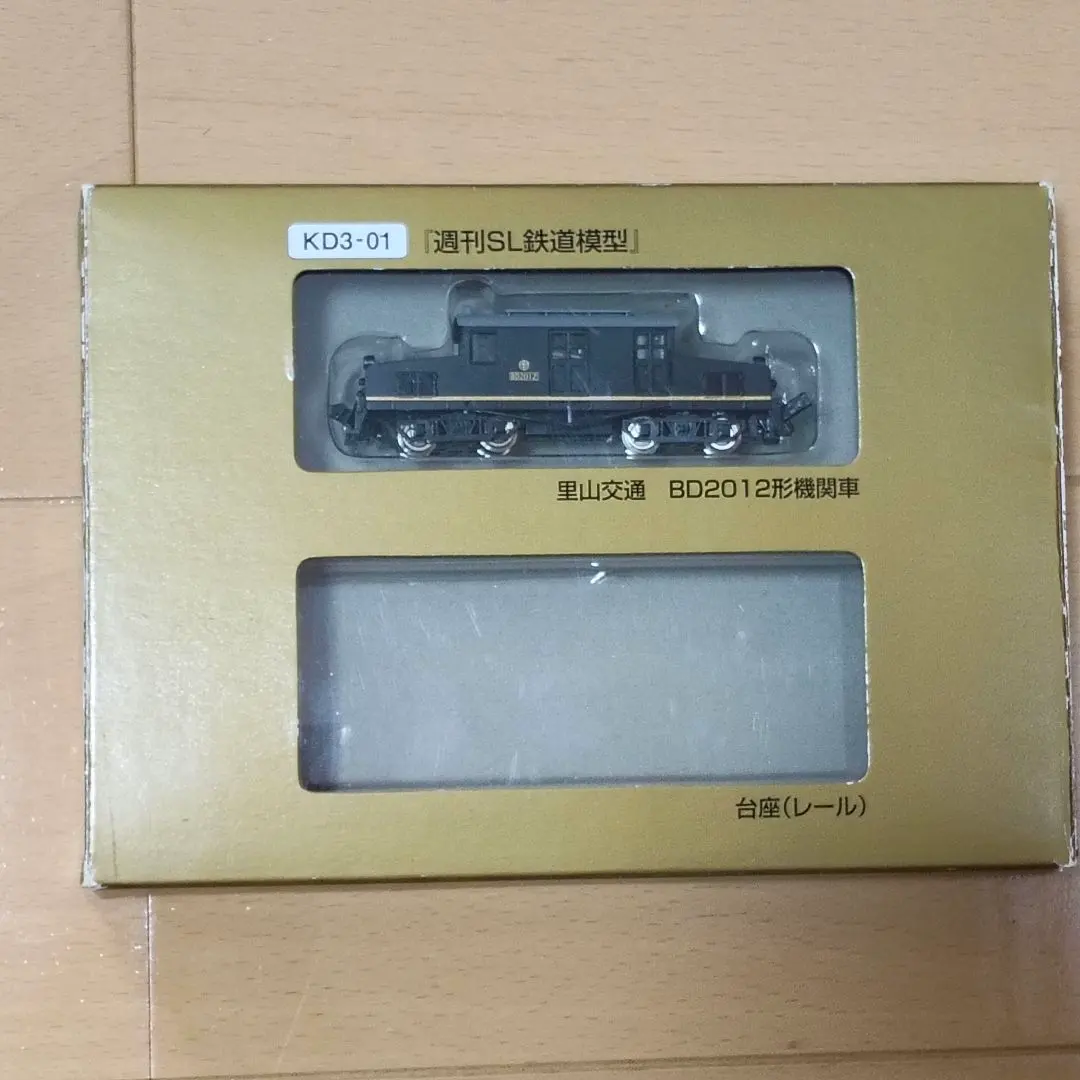 KD3-01 『週刊SL鉄道模型』
BD2012
里山交通 BD2012形機関車
台座(レール)